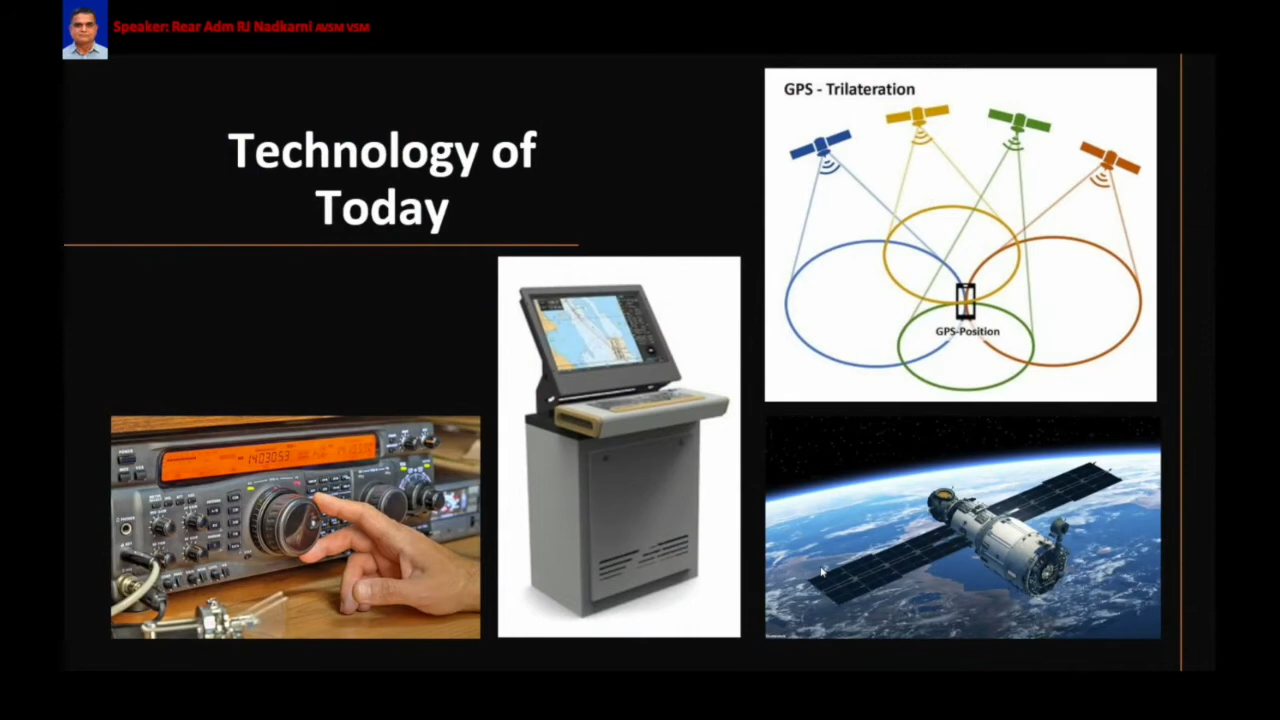 Speaker: Rear Adm RJ Nadkarni AVSM VSM
Technology of
Today
GPS - Trilateration
GPS-Position
1403053